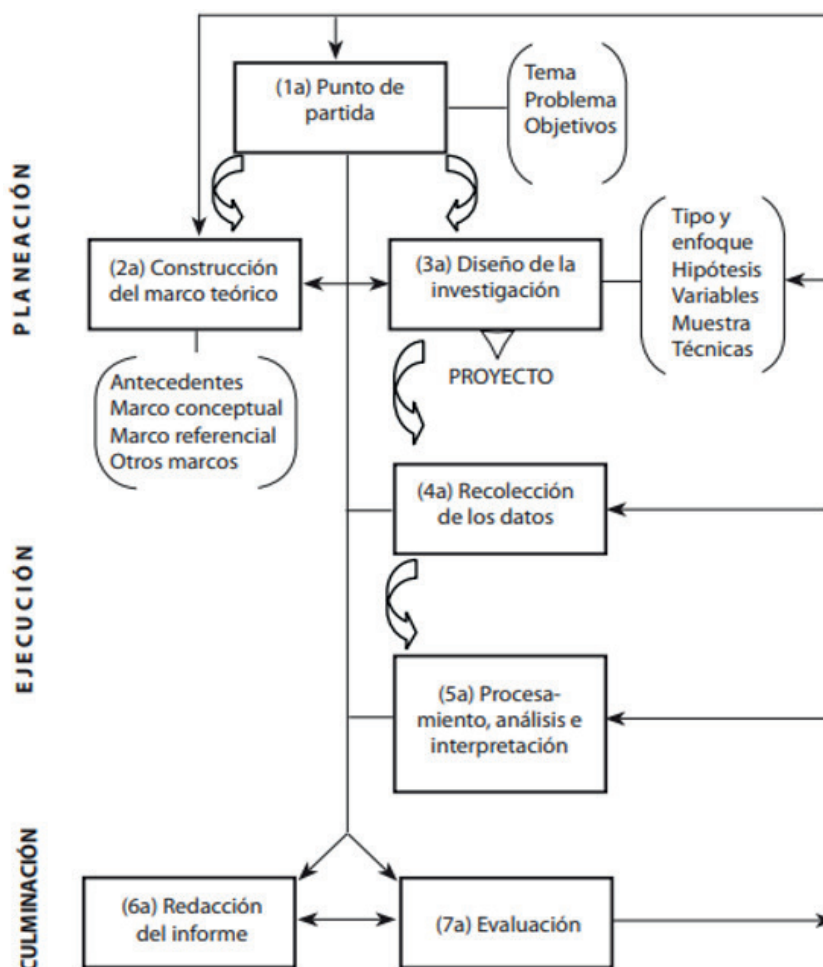 (1a) Punto de
partida
Tema
Problema
Objetivos
PLANEACIÓN
(2a) Construcción
del marco teórico
(3a) Diseño de la
investigación
Tipo y
enfoque
Hipótesis
Variables
Muestra
Técnicas
PROYECTO
Antecedentes
Marco conceptual
Marco referencial
Otros marcos
EJECUCIÓN
(4a) Recolección
de los datos
(5a) Procesa-
miento, análisis e
interpretación
CULMINACIÓN
(6a) Redacción
del informe
(7a) Evaluación